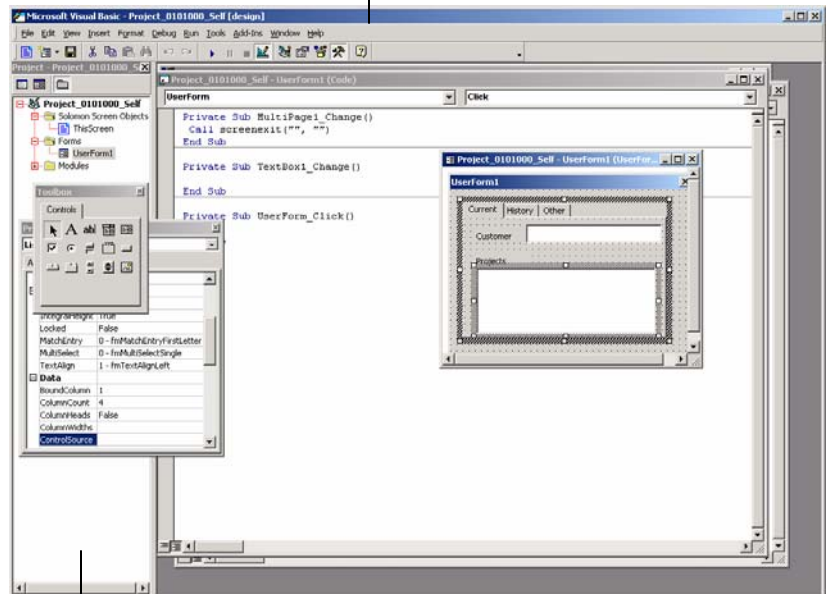 Microsoft Visual Basic - Project_0101000_Self [design]
File Edit View Insert Format Debug Run Tools Add-Ins Window Help
Project - Project_0101000_S
Project_0101000_Self
Solomon Screen Objects
ThisScreen
Forms
UserForm1
Modules
Toolbox
Controls
Locked False
MatchEntry 0 - fmMatchEntryFirstLetter
MultiSelect 0 - fmMultiSelectSingle
TextAlign 1 - fmTextAlignLeft
Data
BoundColumn 1
ColumnCount 4
ColumnHeads False
ColumnWidths
ControlSource
Project_0101000_Self - UserForm1 (Code)
UserForm Click
Private Sub MultiPage1_Change()
Call screenexit("", "")
End Sub
Private Sub TextBox1_Change()
End Sub
Private Sub UserForm_Click()
Project_0101000_Self - UserForm1 (UserFor...
UserForm1
Current History Other
Customer
Projects